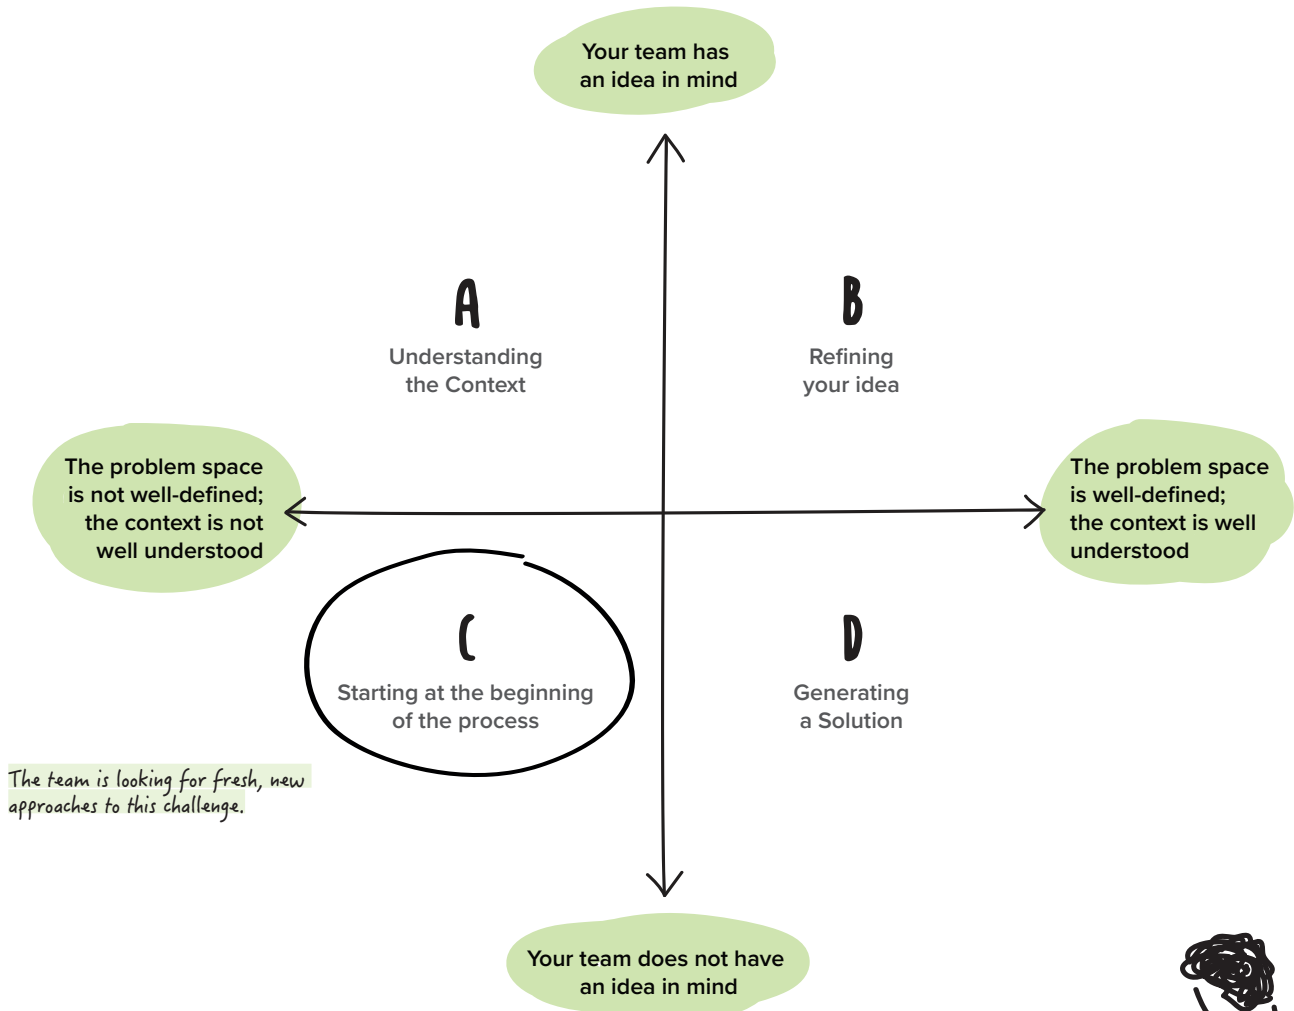 Your team has
an idea in mind
A
Understanding
the Context
B
Refining
your idea
The problem space
is not well-defined;
the context is not
well understood
The problem space
is well-defined;
the context is well
understood
C
Starting at the beginning
of the process
D
Generating
a Solution
The team is looking for fresh, new
approaches to this challenge.
Your team does not have
an idea in mind